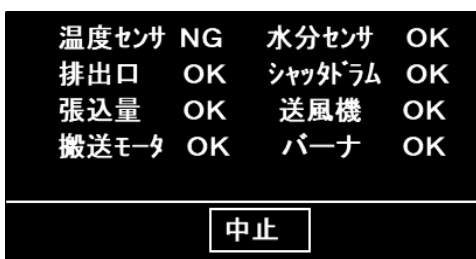 温度ｾﾝｻ NG 水分ｾﾝｻ OK
排出口 OK ｼｬｯﾀﾄﾞﾗﾑ OK
張込量 OK 送風機 OK
搬送ﾓｰﾀ OK バーナ OK
中止